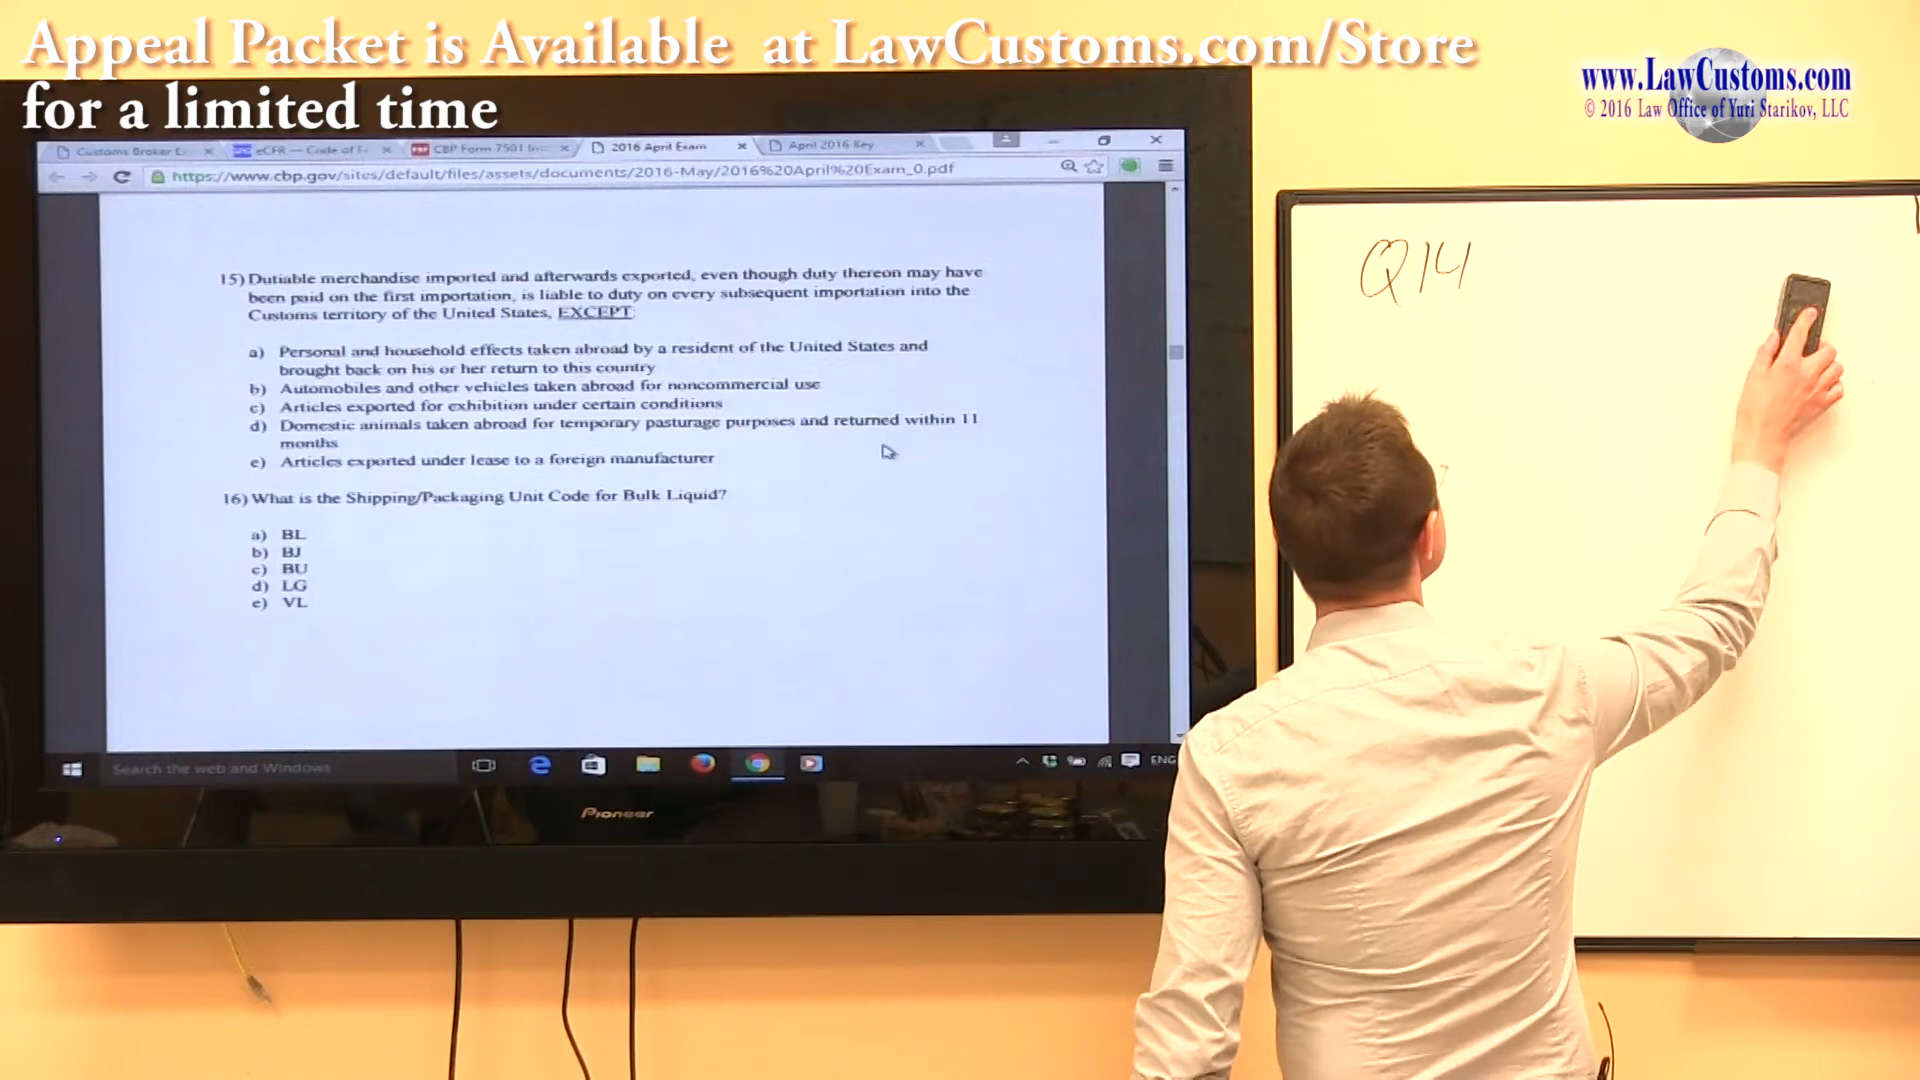 Appeal Packet is Available at LawCustoms.com/Store
for a limited time
www.LawCustoms.com
© 2016 Law Office of Yuri Starikov, LLC
Customs Broker E
eCFR — Code of F
CBP Form 7501 Ins
2016 April Exam
April 2016 Key
https://www.cbp.gov/sites/default/files/assets/documents/2016-May/2016%20April%20Exam_0.pdf
15) Dutiable merchandise imported and afterwards exported, even though duty thereon may have
been paid on the first importation, is liable to duty on every subsequent importation into the
Customs territory of the United States, EXCEPT:
a) Personal and household effects taken abroad by a resident of the United States and
brought back on his or her return to this country
b) Automobiles and other vehicles taken abroad for noncommercial use
c) Articles exported for exhibition under certain conditions
d) Domestic animals taken abroad for temporary pasturage purposes and returned within 11
months
e) Articles exported under lease to a foreign manufacturer
16) What is the Shipping/Packaging Unit Code for Bulk Liquid?
a) BL
b) BJ
c) BU
d) LG
e) VL
Search the web and Windows
ENG
Pioneer
Q14